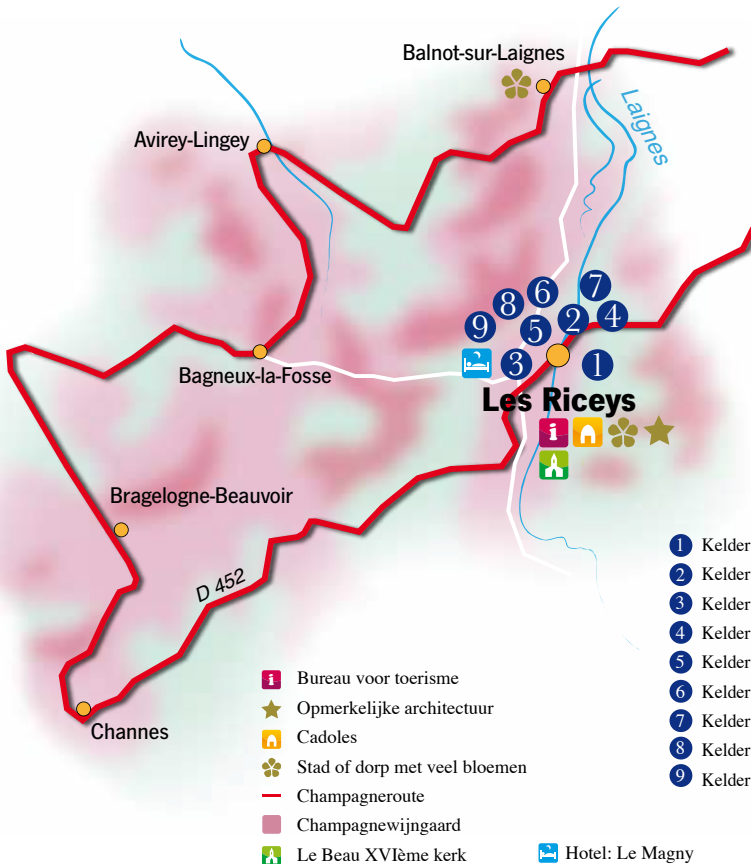 Balnot-sur-Laignes
Laignes
Avirey-Lingey
6
7
8
9
5
2
4
3
1
Bagneux-la-Fosse
Les Riceys
i
Bragelogne-Beauvoir
D 452
Channes
1 Kelder
2 Kelder
3 Kelder
4 Kelder
5 Kelder
6 Kelder
7 Kelder
8 Kelder
9 Kelder
i Bureau voor toerisme
Opmerkelijke architectuur
Cadoles
Stad of dorp met veel bloemen
Champagneroute
Champagnewijngaard
Le Beau XVIème kerk
Hotel: Le Magny